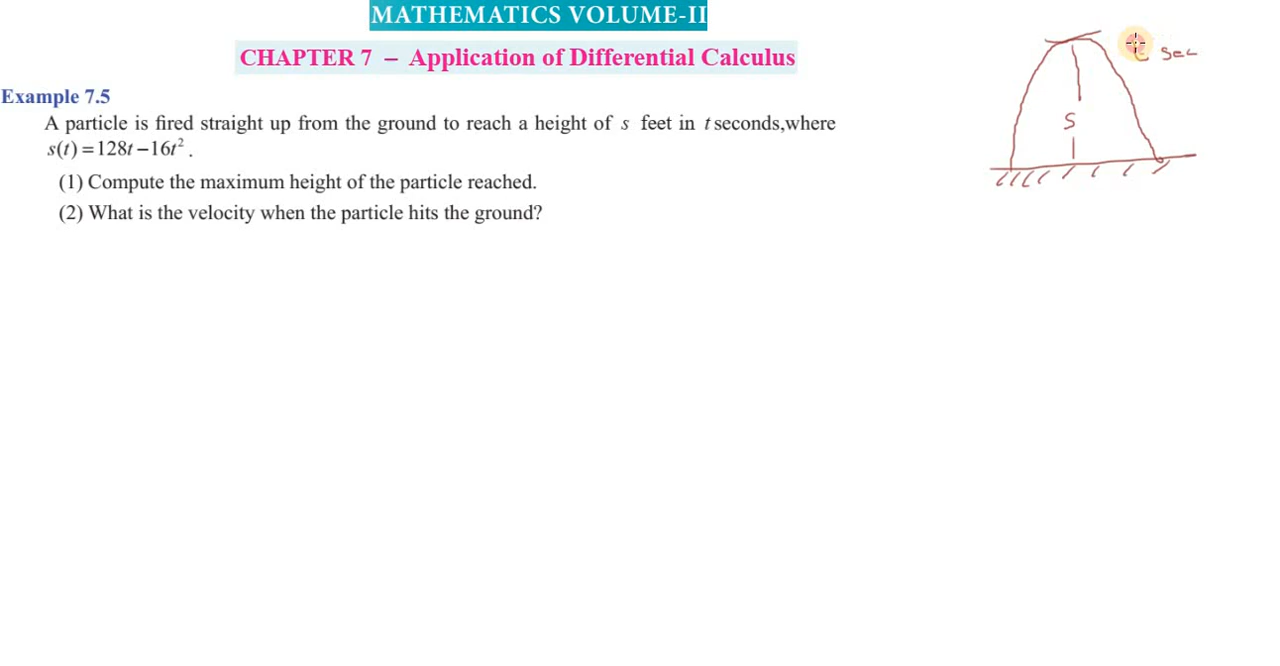 MATHEMATICS VOLUME-II
CHAPTER 7 – Application of Differential Calculus
Example 7.5
A particle is fired straight up from the ground to reach a height of s feet in t seconds,where
s(t) = 128t – 16t² .
(1) Compute the maximum height of the particle reached.
(2) What is the velocity when the particle hits the ground?
sec
S